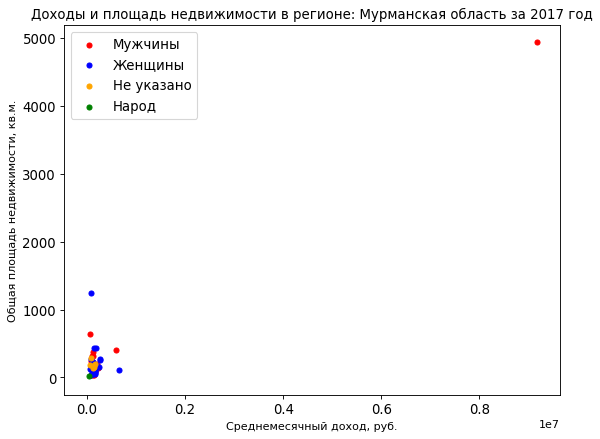 Доходы и площадь недвижимости в регионе: Мурманская область за 2017 год
Мужчины
Женщины
Не указано
Народ
Общая площадь недвижимости, кв.м.
5000
4000
3000
2000
1000
0
0.0
0.2
0.4
0.6
0.8
1e7
Среднемесячный доход, руб.